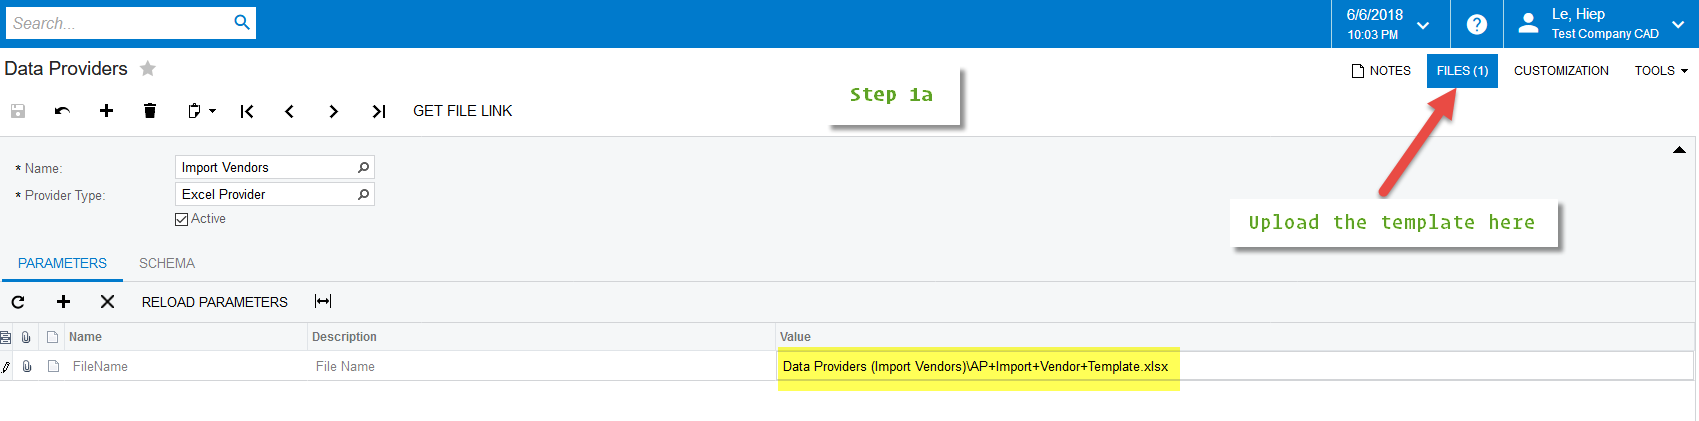 Search...
6/6/2018
10:03 PM
?
Le, Hiep
Test Company CAD
Data Providers
NOTES
FILES (1)
CUSTOMIZATION
TOOLS
Step 1a
GET FILE LINK
* Name:
Import Vendors
* Provider Type:
Excel Provider
Active
Upload the template here
PARAMETERS
SCHEMA
RELOAD PARAMETERS
Name
Description
Value
FileName
File Name
Data Providers (Import Vendors)\AP+Import+Vendor+Template.xlsx